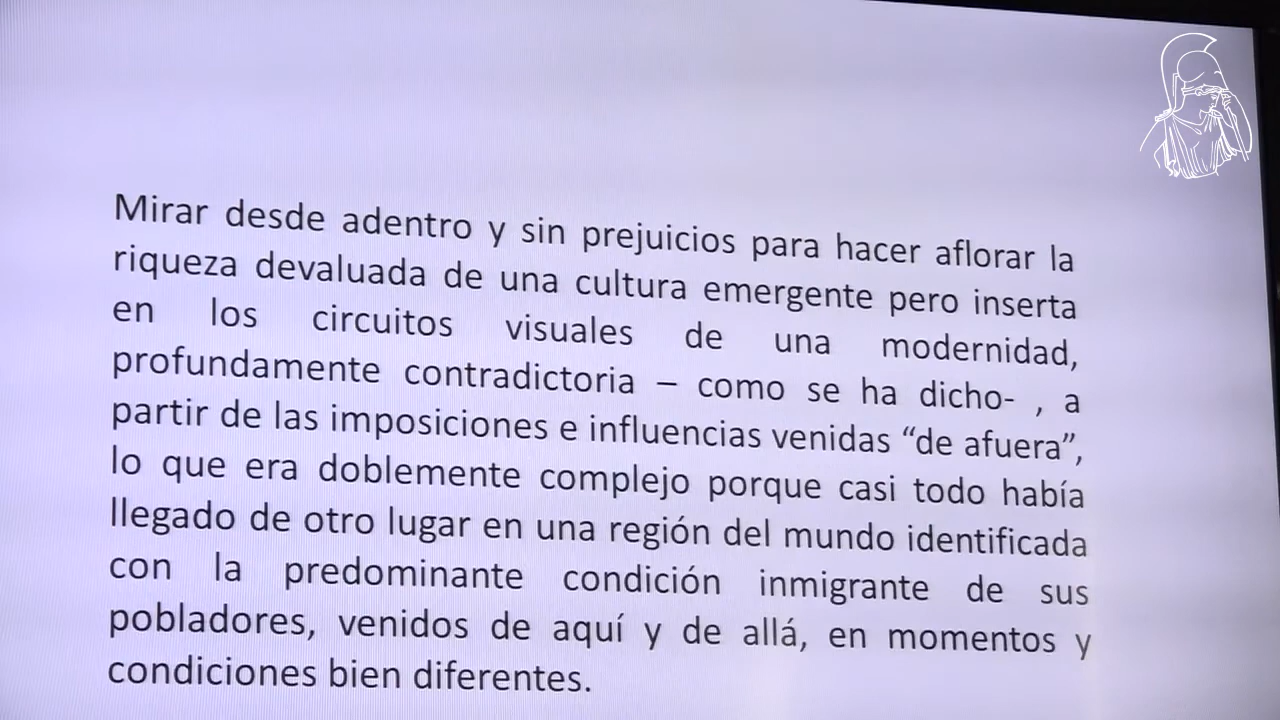 Mirar desde adentro y sin prejuicios para hacer aflorar la
riqueza devaluada de una cultura emergente pero inserta
en los circuitos visuales de una modernidad,
profundamente contradictoria – como se ha dicho- , a
partir de las imposiciones e influencias venidas “de afuera”,
lo que era doblemente complejo porque casi todo había
llegado de otro lugar en una región del mundo identificada
con la predominante condición inmigrante de sus
pobladores, venidos de aquí y de allá, en momentos y
condiciones bien diferentes.